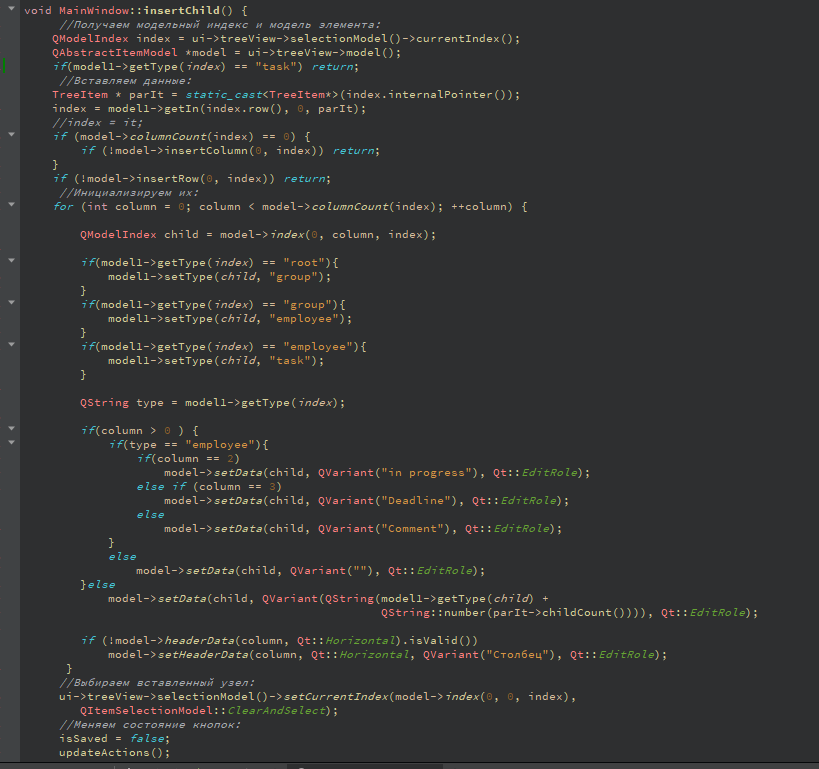 void MainWindow::insertChild() {
//Получаем модельный индекс и модель элемента:
QModelIndex index = ui->treeView->selectionModel()->currentIndex();
QAbstractItemModel *model = ui->treeView->model();
if(model1->getType(index) == "task") return;
//Вставляем данные:
TreeItem * parIt = static_cast<TreeItem*>(index.internalPointer());
index = model1->getIn(index.row(), 0, parIt);
//index = it;
if (model->columnCount(index) == 0) {
if (!model->insertColumn(0, index)) return;
}
if (!model->insertRow(0, index)) return;
//Инициализируем их:
for (int column = 0; column < model->columnCount(index); ++column) {
QModelIndex child = model->index(0, column, index);
if(model1->getType(index) == "root"){
model1->setType(child, "group");
}
if(model1->getType(index) == "group"){
model1->setType(child, "employee");
}
if(model1->getType(index) == "employee"){
model1->setType(child, "task");
}
QString type = model1->getType(index);
if(column > 0 ) {
if(type == "employee"){
if(column == 2)
model->setData(child, QVariant("in progress"), Qt::EditRole);
else if (column == 3)
model->setData(child, QVariant("Deadline"), Qt::EditRole);
else
model->setData(child, QVariant("Comment"), Qt::EditRole);
}
else
model->setData(child, QVariant(""), Qt::EditRole);
}else
model->setData(child, QVariant(QString(model1->getType(child) +
QString::number(parIt->childCount()))), Qt::EditRole);
if (!model->headerData(column, Qt::Horizontal).isValid())
model->setHeaderData(column, Qt::Horizontal, QVariant("Столбец"), Qt::EditRole);
}
//Выбираем вставленный узел:
ui->treeView->selectionModel()->setCurrentIndex(model->index(0, 0, index),
QItemSelectionModel::ClearAndSelect);
//Меняем состояние кнопок:
isSaved = false;
updateActions();